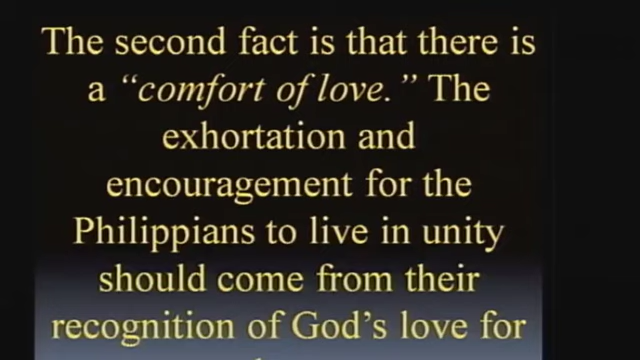 The second fact is that there is
a “comfort of love.” The
exhortation and
encouragement for the
Philippians to live in unity
should come from their
recognition of God’s love for